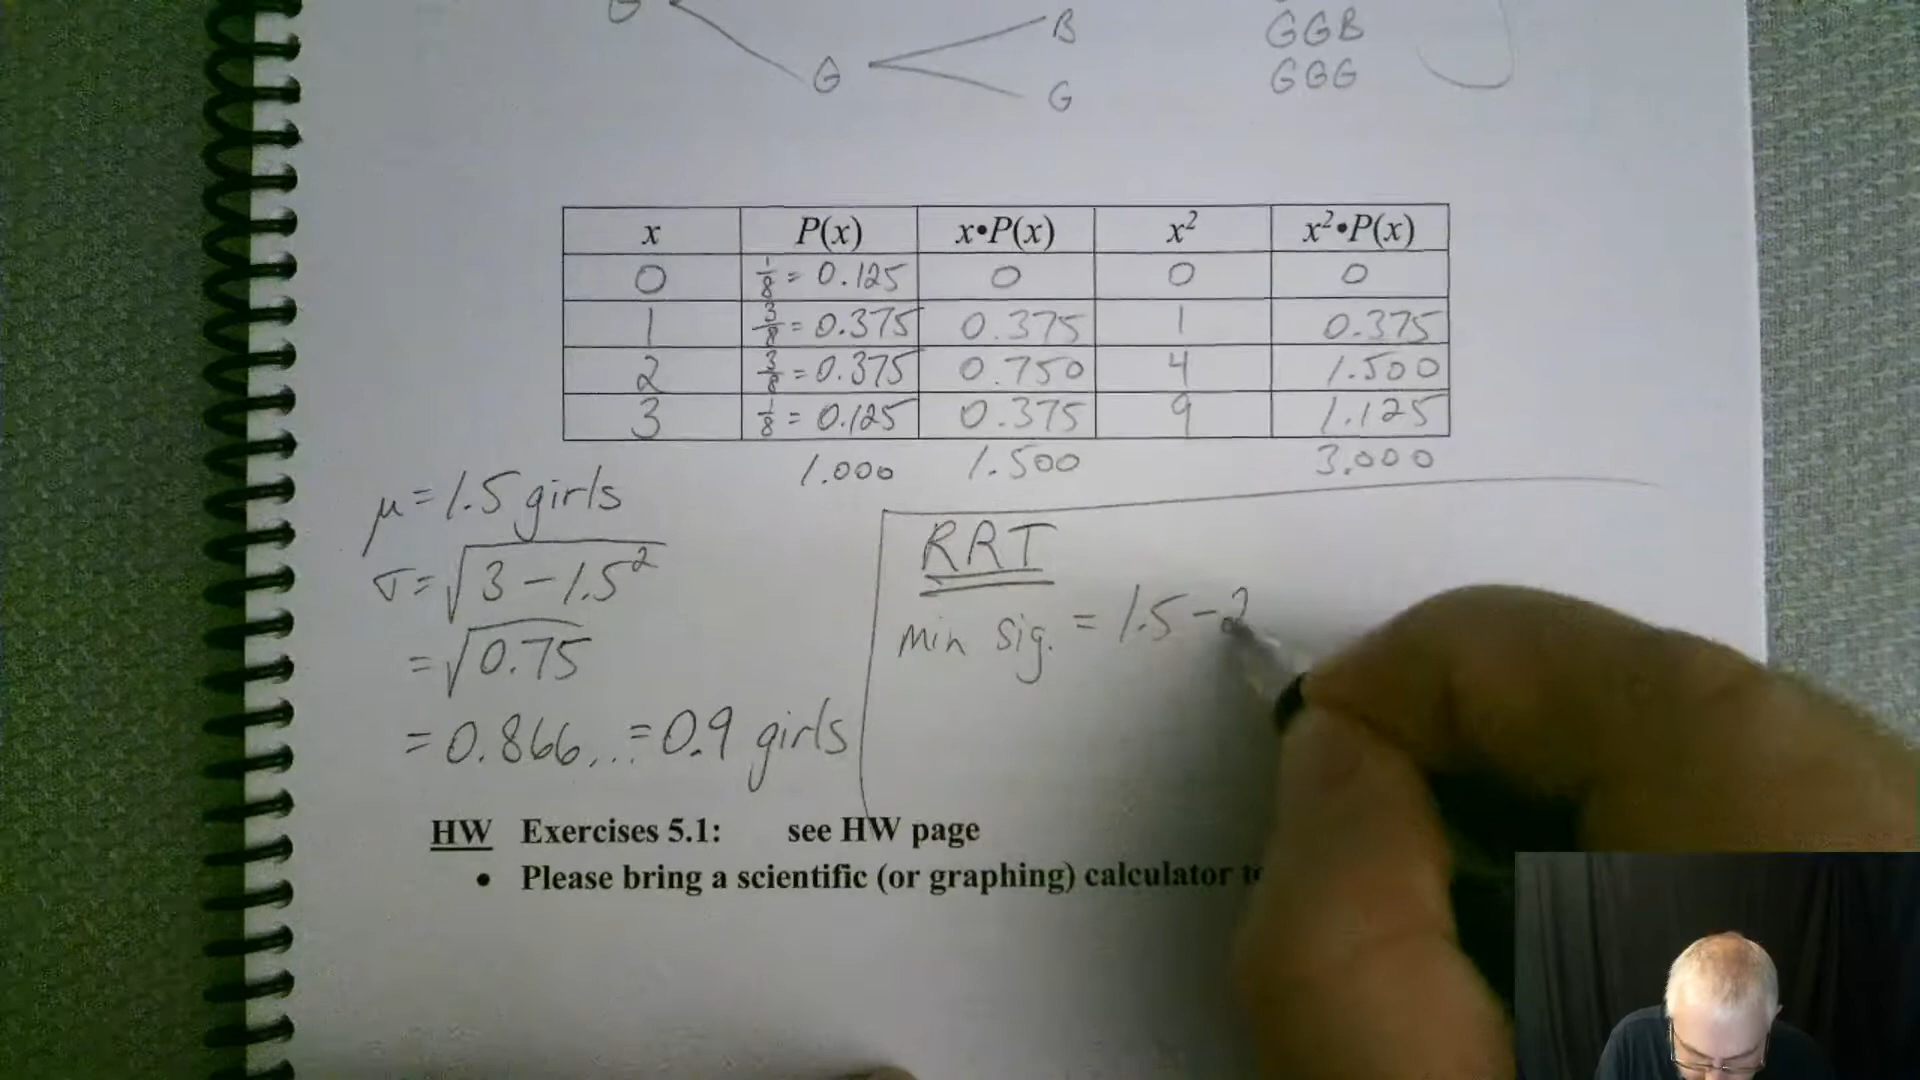 B GGB
G GGG
G
x P(x) x•P(x) x² x²•P(x)
0 1/8 = 0.125 0 0 0
1 3/8 = 0.375 0.375 1 0.375
2 3/8 = 0.375 0.750 4 1.500
3 1/8 = 0.125 0.375 9 1.125
1.000 1.500 3.000
μ = 1.5 girls
σ = √3 − 1.5²
= √0.75
= 0.866... = 0.9 girls
RRT
min sig. = 1.5 − 2
HW Exercises 5.1: see HW page
• Please bring a scientific (or graphing) calculator